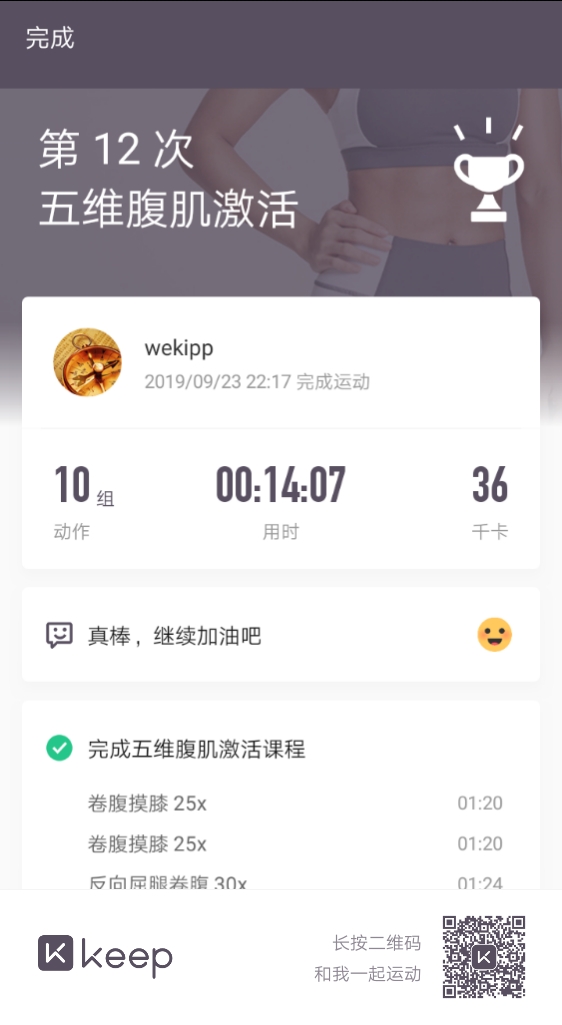 完成
第 12 次
五维腹肌激活
wekipp
2019/09/23 22:17 完成运动
10 组
00:14:07
36
动作
用时
千卡
真棒，继续加油吧
完成五维腹肌激活课程
卷腹摸膝 25x 01:20
卷腹摸膝 25x 01:20
反向屈腿卷腹 30x 01:24
keep
长按二维码
和我一起运动